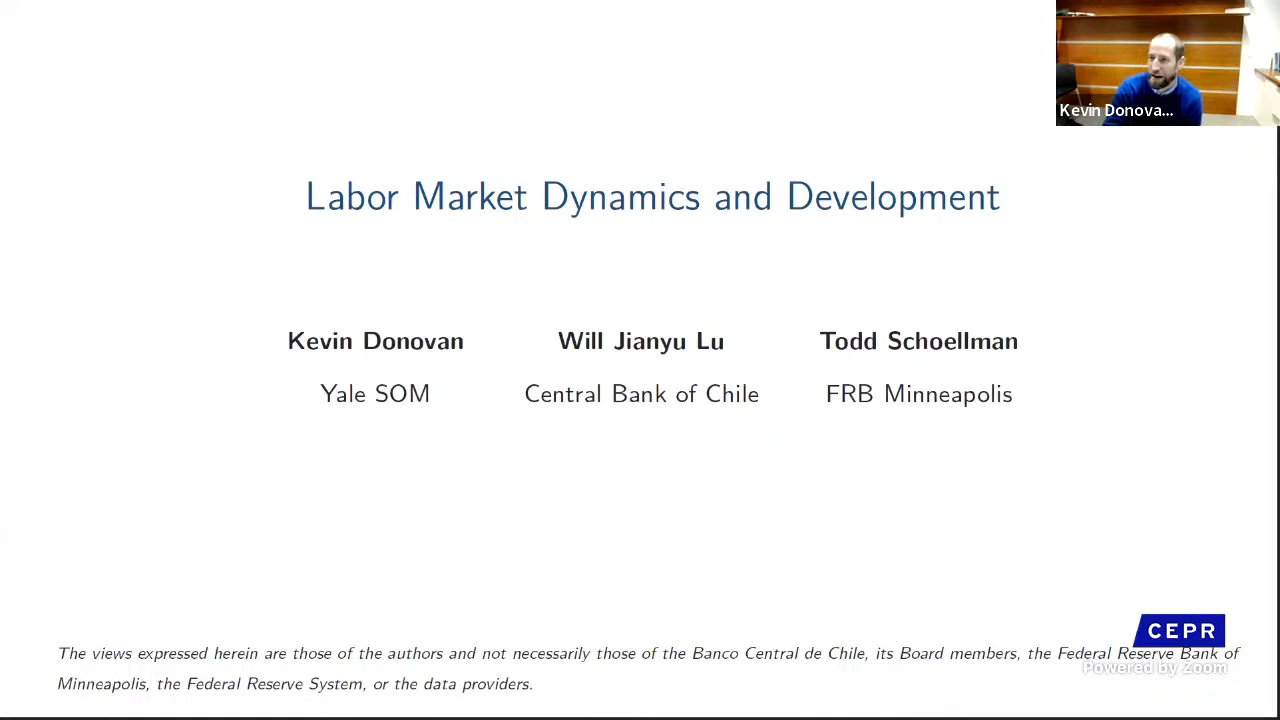 Kevin Donova...
Labor Market Dynamics and Development
Kevin Donovan Will Jianyu Lu Todd Schoellman
Yale SOM Central Bank of Chile FRB Minneapolis
CEPR
The views expressed herein are those of the authors and not necessarily those of the Banco Central de Chile, its Board members, the Federal Reserve Bank of
Powered by Zoom
Minneapolis, the Federal Reserve System, or the data providers.